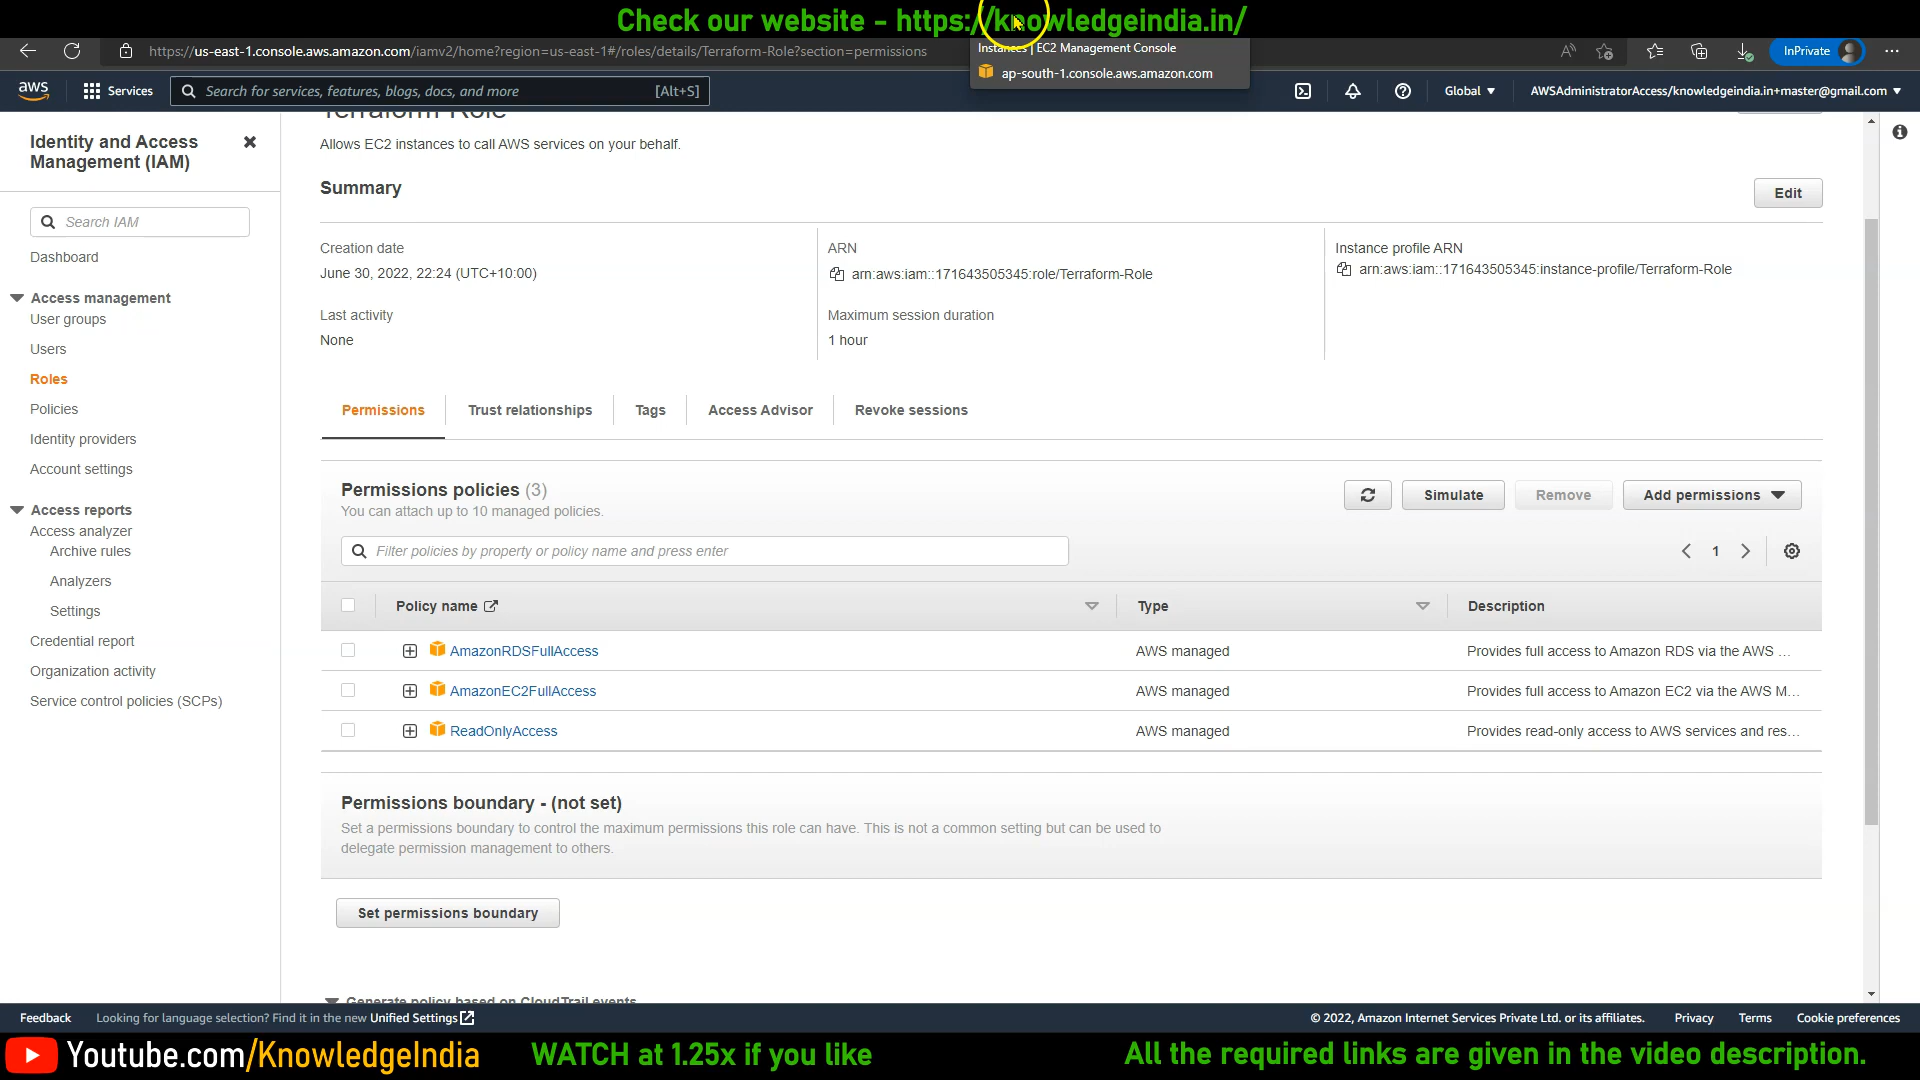 Check our website - https://knowledgeindia.in/
https://us-east-1.console.aws.amazon.com/iamv2/home?region=us-east-1#/roles/details/Terraform-Role?section=permissions
Instances | EC2 Management Console
ap-south-1.console.aws.amazon.com
InPrivate
aws
Services
Search for services, features, blogs, docs, and more
[Alt+S]
Global
AWSAdministratorAccess/knowledgeindia.in+master@gmail.com
Identity and Access
Management (IAM)
Search IAM
Dashboard
Access management
User groups
Users
Roles
Policies
Identity providers
Account settings
Access reports
Access analyzer
Archive rules
Analyzers
Settings
Credential report
Organization activity
Service control policies (SCPs)
Terraform-Role
Allows EC2 instances to call AWS services on your behalf.
Summary
Edit
Creation date
June 30, 2022, 22:24 (UTC+10:00)
ARN
arn:aws:iam::171643505345:role/Terraform-Role
Instance profile ARN
arn:aws:iam::171643505345:instance-profile/Terraform-Role
Last activity
None
Maximum session duration
1 hour
Permissions
Trust relationships
Tags
Access Advisor
Revoke sessions
Permissions policies (3)
You can attach up to 10 managed policies.
Simulate
Remove
Add permissions
Filter policies by property or policy name and press enter
1
Policy name
Type
Description
AmazonRDSFullAccess
AWS managed
Provides full access to Amazon RDS via the AWS ...
AmazonEC2FullAccess
AWS managed
Provides full access to Amazon EC2 via the AWS M...
ReadOnlyAccess
AWS managed
Provides read-only access to AWS services and res...
Permissions boundary - (not set)
Set a permissions boundary to control the maximum permissions this role can have. This is not a common setting but can be used to
delegate permission management to others.
Set permissions boundary
Generate policy based on CloudTrail events
Feedback
Looking for language selection? Find it in the new Unified Settings
© 2022, Amazon Internet Services Private Ltd. or its affiliates.
Privacy
Terms
Cookie preferences
Youtube.com/KnowledgeIndia
WATCH at 1.25x if you like
All the required links are given in the video description.